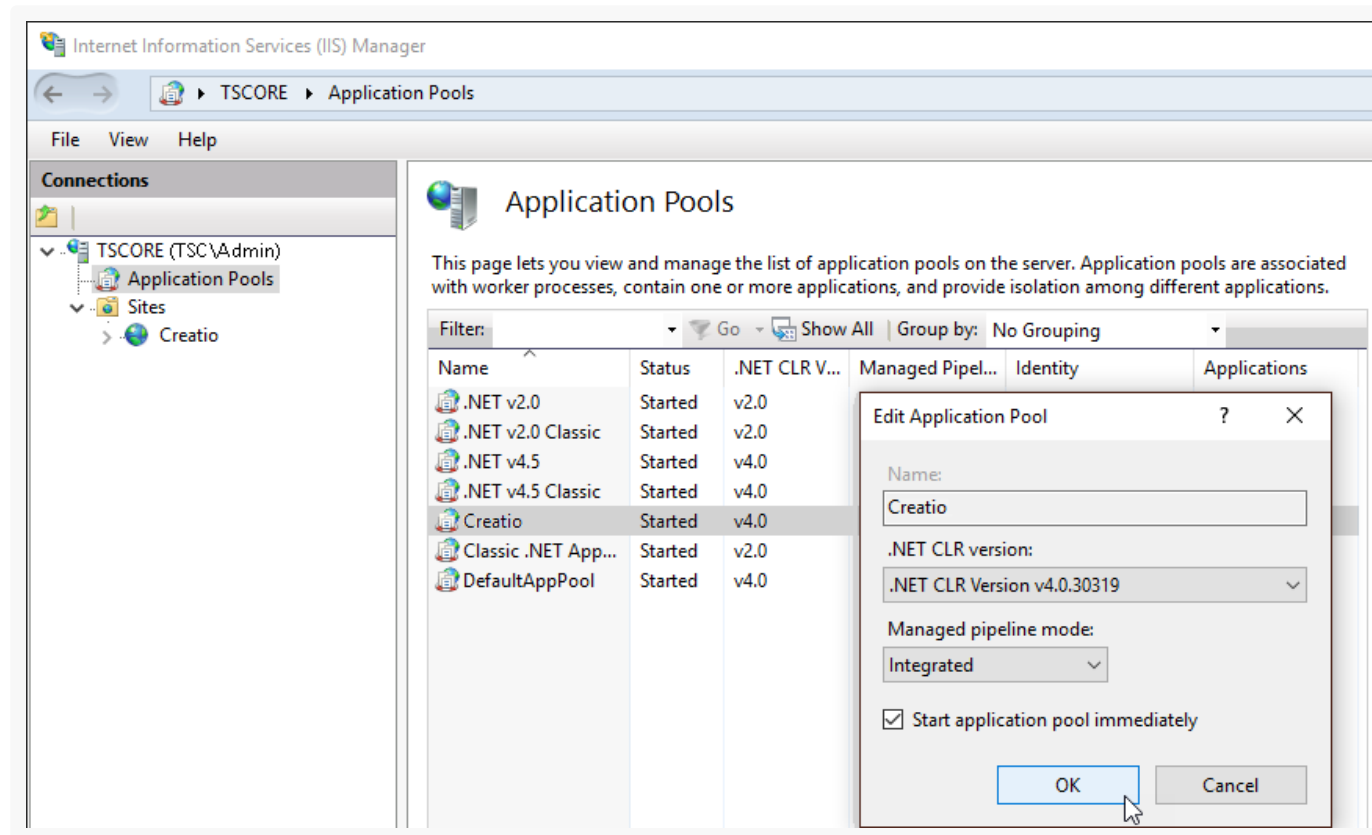 Internet Information Services (IIS) Manager
TSCORE Application Pools
File View Help
Connections
TSCORE (TSC\Admin)
Application Pools
Sites
Creatio
Application Pools
This page lets you view and manage the list of application pools on the server. Application pools are associated
with worker processes, contain one or more applications, and provide isolation among different applications.
Filter: Go Show All Group by: No Grouping
Name Status .NET CLR V... Managed Pipel... Identity Applications
.NET v2.0 Started v2.0
.NET v2.0 Classic Started v2.0
.NET v4.5 Started v4.0
.NET v4.5 Classic Started v4.0
Creatio Started v4.0
Classic .NET App... Started v2.0
DefaultAppPool Started v4.0
Edit Application Pool ?
Name:
Creatio
.NET CLR version:
.NET CLR Version v4.0.30319
Managed pipeline mode:
Integrated
Start application pool immediately
OK Cancel